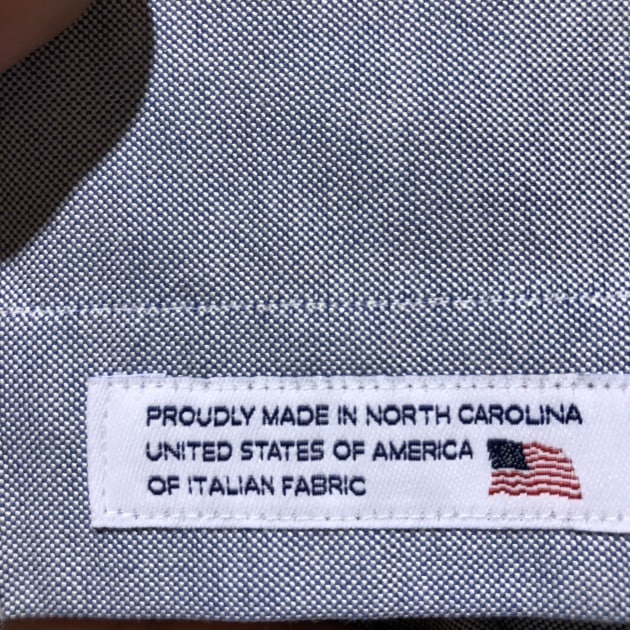 PROUDLY MADE IN NORTH CAROLINA
UNITED STATES OF AMERICA
OF ITALIAN FABRIC